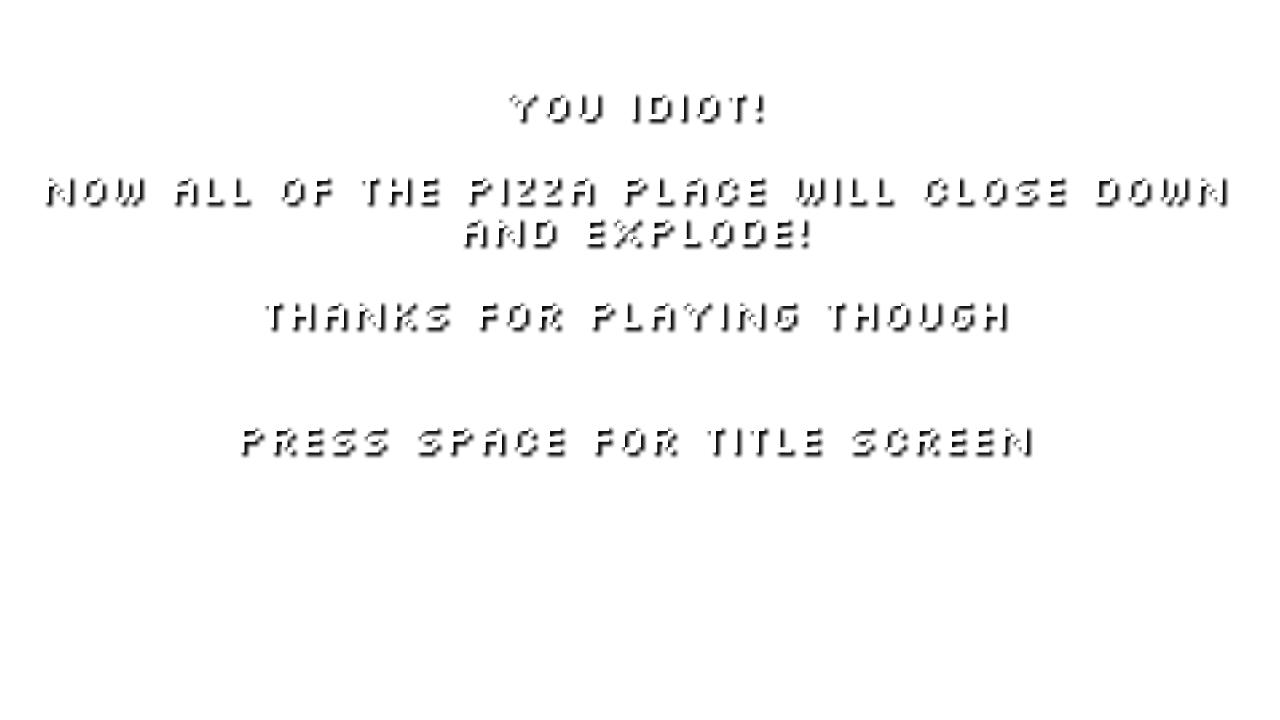 YOU IDIOT!
NOW ALL OF THE PIZZA PLACE WILL CLOSE DOWN
AND EXPLODE!
THANKS FOR PLAYING THOUGH
PRESS SPACE FOR TITLE SCREEN